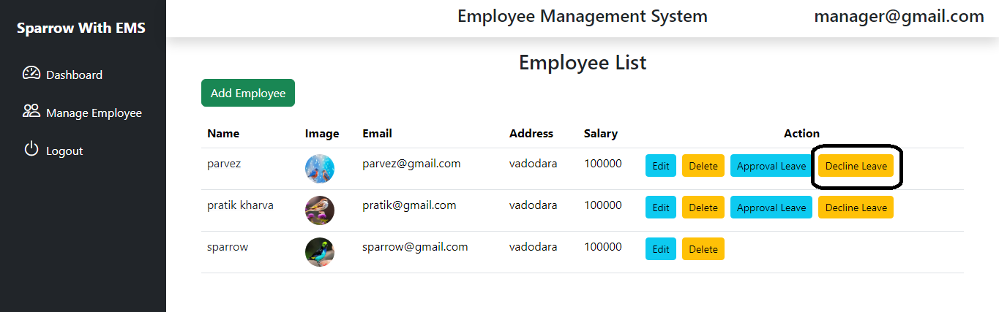 Sparrow With EMS
Dashboard
Manage Employee
Logout
Employee Management System manager@gmail.com
Employee List
Add Employee
Name Image Email Address Salary Action
parvez parvez@gmail.com vadodara 100000 Edit Delete Approval Leave Decline Leave
pratik kharva pratik@gmail.com vadodara 100000 Edit Delete Approval Leave Decline Leave
sparrow sparrow@gmail.com vadodara 100000 Edit Delete